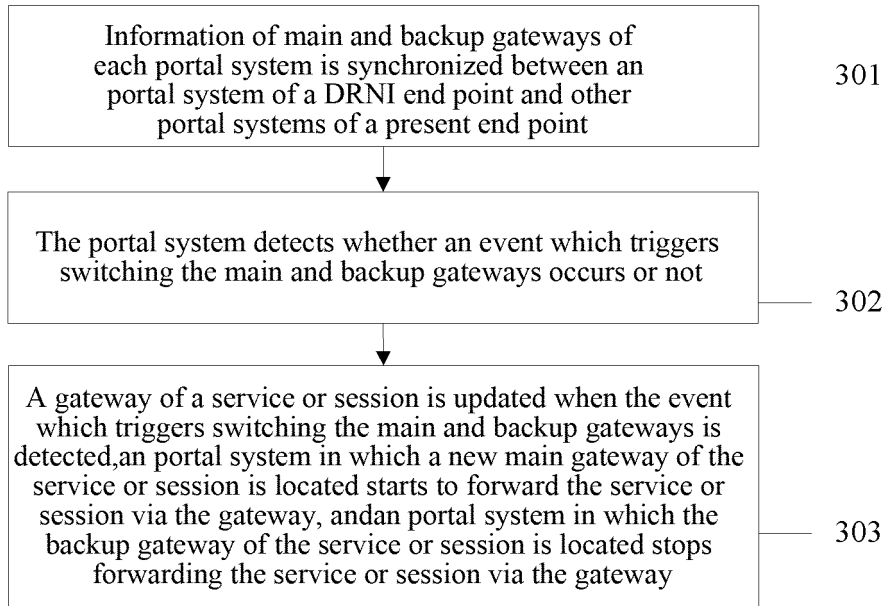 Information of main and backup gateways of
each portal system is synchronized between an
portal system of a DRNI end point and other
portal systems of a present end point
301
The portal system detects whether an event which triggers
switching the main and backup gateways occurs or not
302
A gateway of a service or session is updated when the event
which triggers switching the main and backup gateways is
detected,an portal system in which a new main gateway of the
service or session is located starts to forward the service or
session via the gateway, andan portal system in which the
backup gateway of the service or session is located stops
forwarding the service or session via the gateway
303